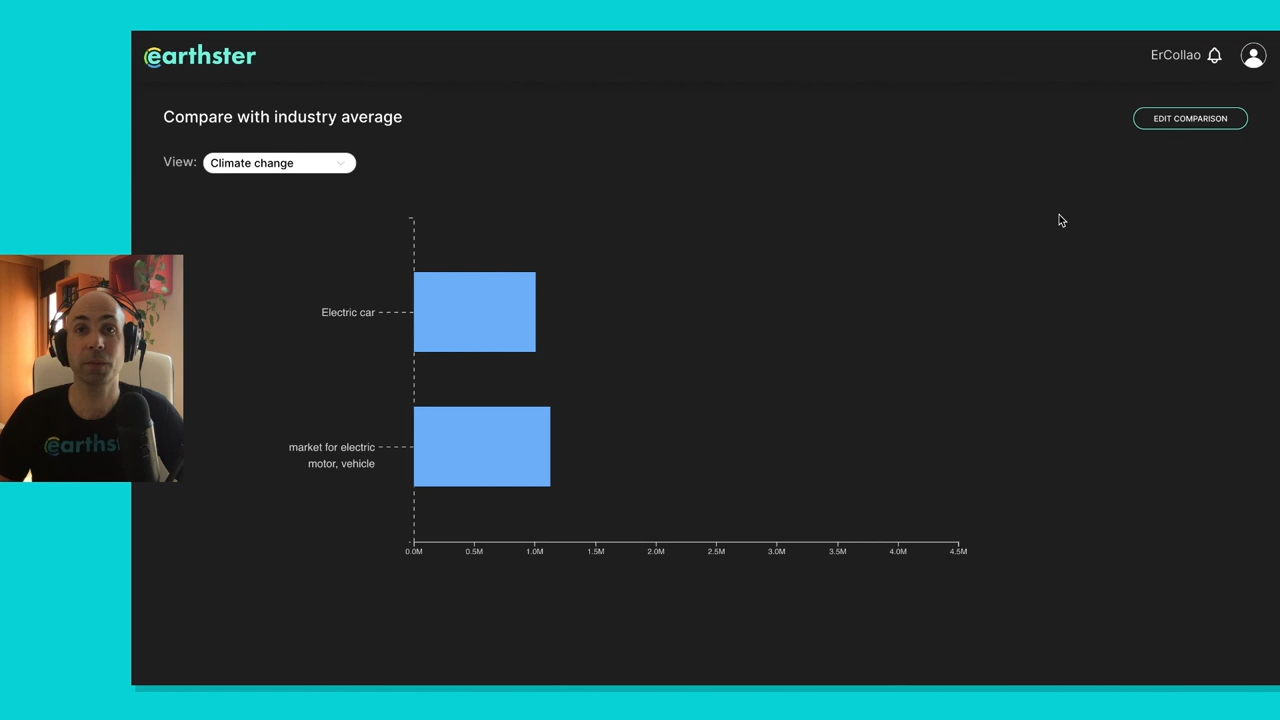 earthster
ErCollao
Compare with industry average
EDIT COMPARISON
View:
Climate change
Electric car
market for electric
motor, vehicle
0.0M 0.5M 1.0M 1.5M 2.0M 2.5M 3.0M 3.5M 4.0M 4.5M
earths